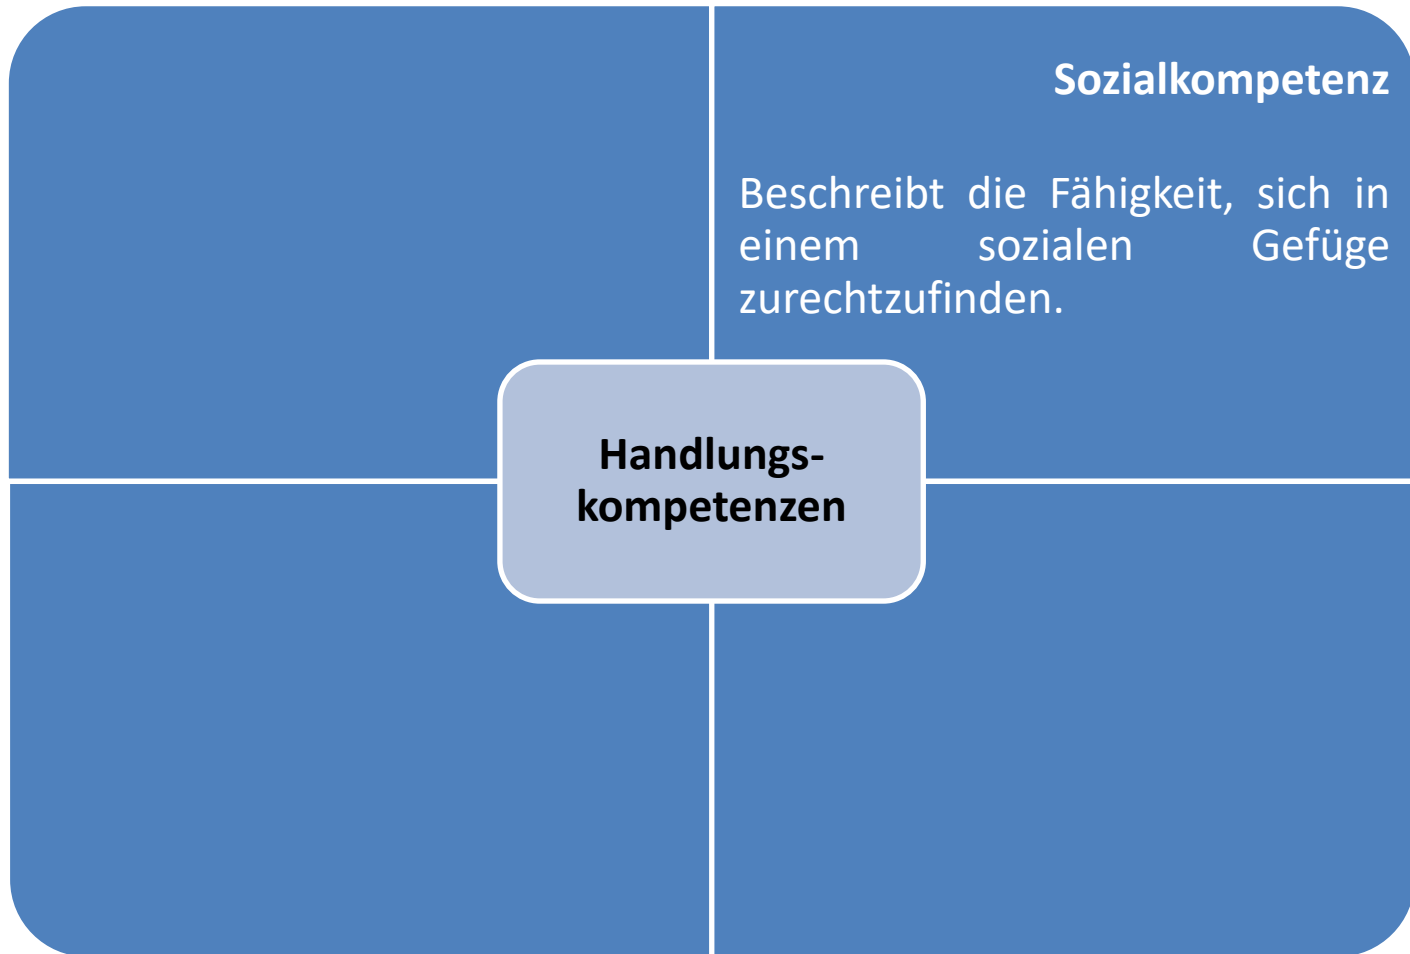 Sozialkompetenz
Beschreibt die Fähigkeit, sich in
einem sozialen Gefüge
zurechtzufinden.
Handlungs-
kompetenzen